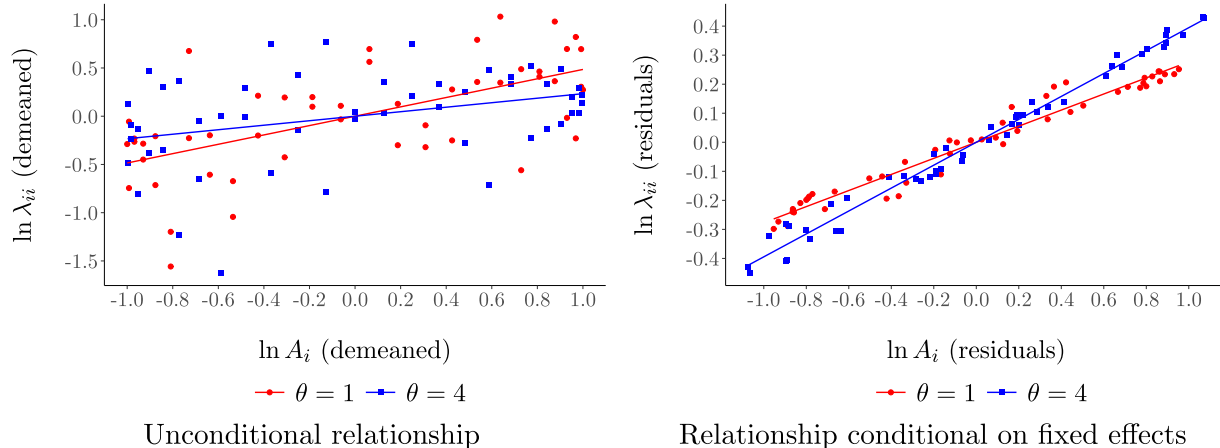 ln λ_ii (demeaned)
1.0
0.5
0.0
-0.5
-1.0
-1.5
-1.0 -0.8 -0.6 -0.4 -0.2 0.0 0.2 0.4 0.6 0.8 1.0
ln A_i (demeaned)
θ = 1 θ = 4
Unconditional relationship
ln λ_ii (residuals)
0.4
0.3
0.2
0.1
0.0
-0.1
-0.2
-0.3
-0.4
-1.0 -0.8 -0.6 -0.4 -0.2 0.0 0.2 0.4 0.6 0.8 1.0
ln A_i (residuals)
θ = 1 θ = 4
Relationship conditional on fixed effects